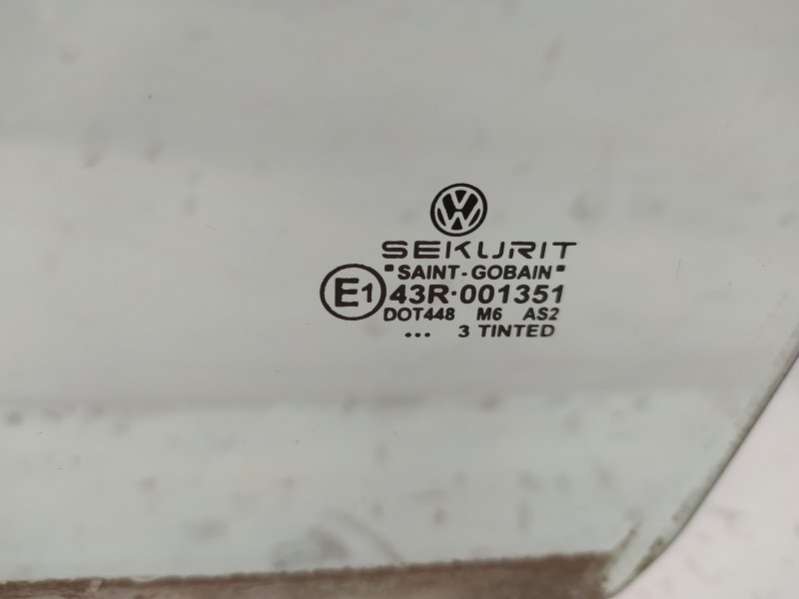 SEKURIT
"SAINT-GOBAIN"
E1 43R-001351
DOT448 M6 AS2
... 3 TINTED